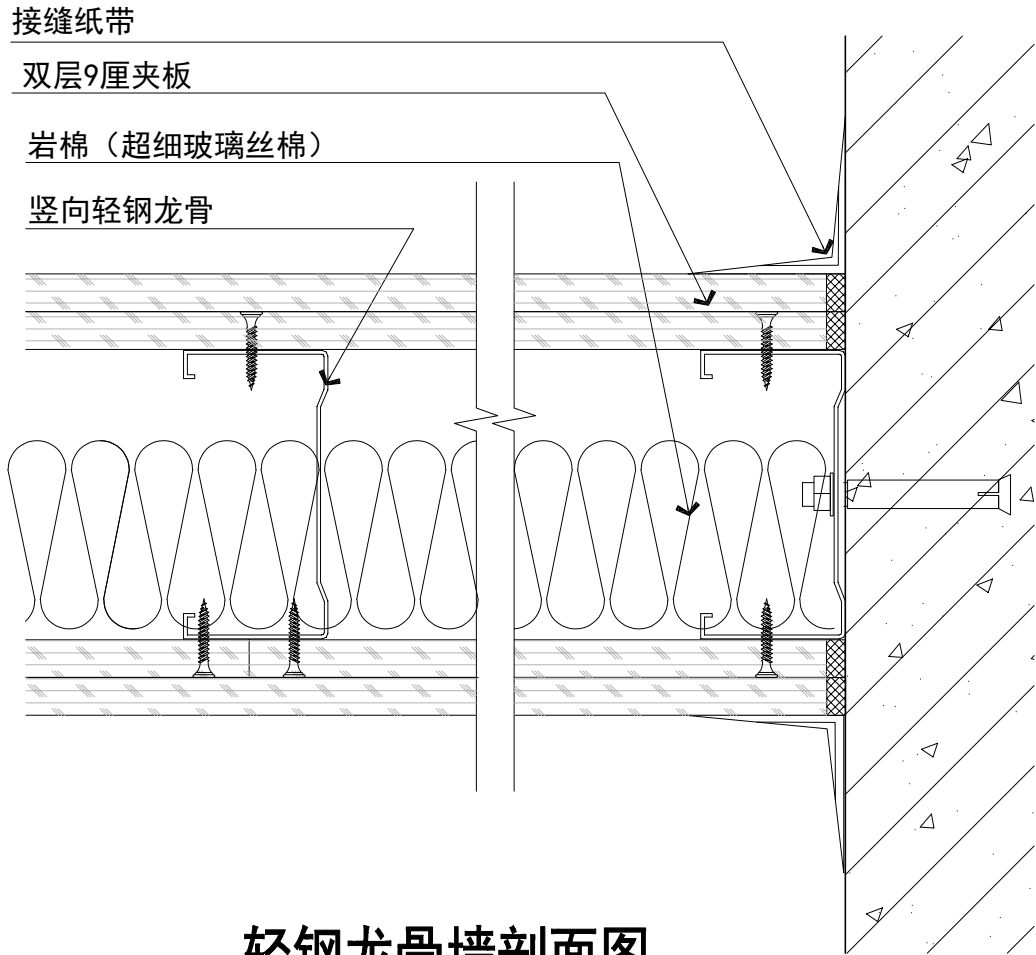 接缝纸带
双层9厘夹板
岩棉（超细玻璃丝棉）
竖向轻钢龙骨
轻钢龙骨墙剖面图